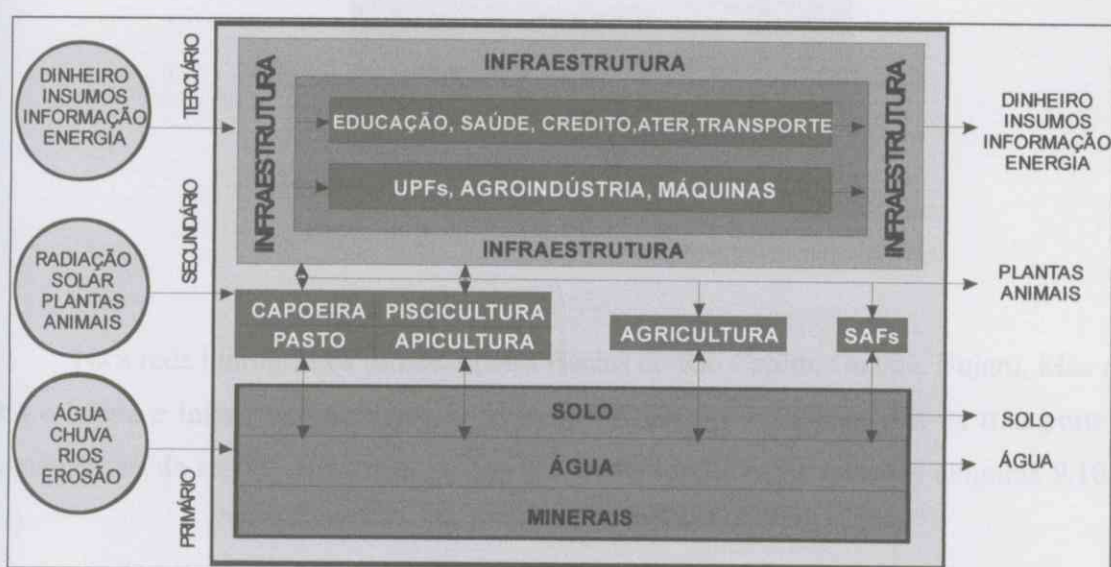 DINHEIRO
INSUMOS
INFORMAÇÃO
ENERGIA
TERCIÁRIO
INFRAESTRUTURA
INFRAESTRUTURA
EDUCAÇÃO, SAÚDE, CREDITO,ATER,TRANSPORTE
UPFs, AGROINDÚSTRIA, MÁQUINAS
INFRAESTRUTURA
INFRAESTRUTURA
DINHEIRO
INSUMOS
INFORMAÇÃO
ENERGIA
RADIAÇÃO
SOLAR
PLANTAS
ANIMAIS
SECUNDÁRIO
CAPOEIRA
PASTO
PISCICULTURA
APICULTURA
AGRICULTURA
SAFs
PLANTAS
ANIMAIS
ÁGUA
CHUVA
RIOS
EROSÃO
PRIMÁRIO
SOLO
ÁGUA
MINERAIS
SOLO
ÁGUA